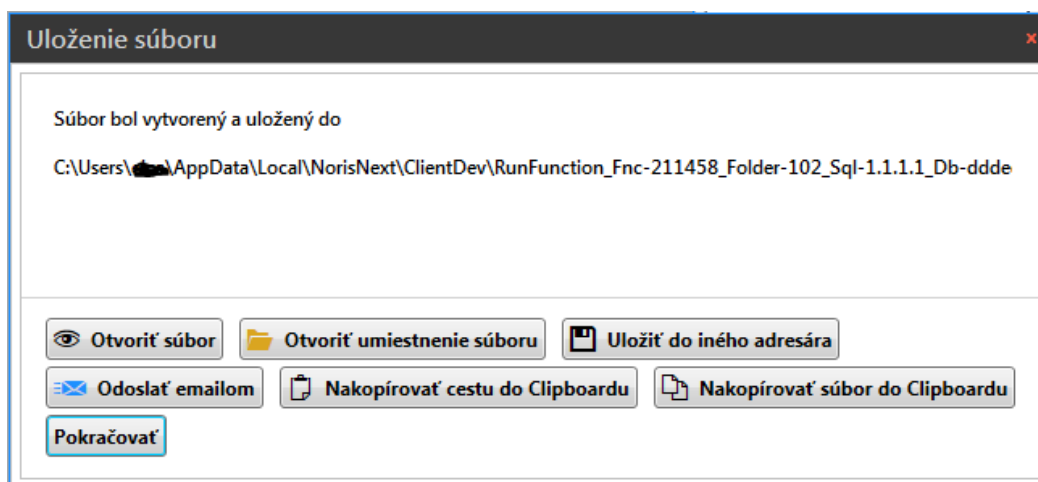 Uloženie súboru
Súbor bol vytvorený a uložený do
C:\Users\ \AppData\Local\NorisNext\ClientDev\RunFunction_Fnc-211458_Folder-102_Sql-1.1.1.1_Db-ddde
Otvoriť súbor Otvoriť umiestnenie súboru Uložiť do iného adresára
Odoslať emailom Nakopírovať cestu do Clipboardu Nakopírovať súbor do Clipboardu
Pokračovať